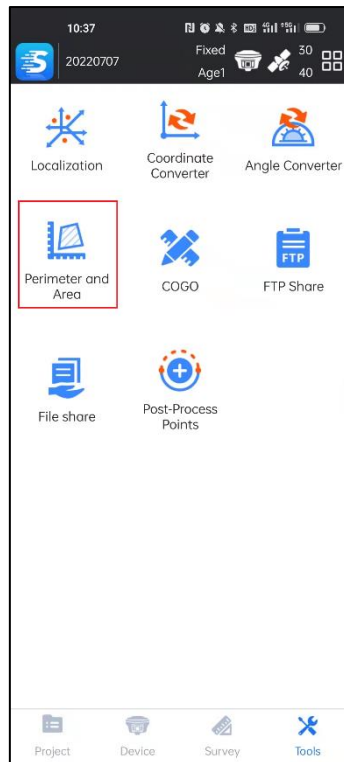 10:37
20220707
Fixed
Age1
30
40
Localization
Coordinate
Converter
Angle Converter
Perimeter and
Area
COGO
FTP
FTP Share
File share
Post-Process
Points
Project
Device
Survey
Tools